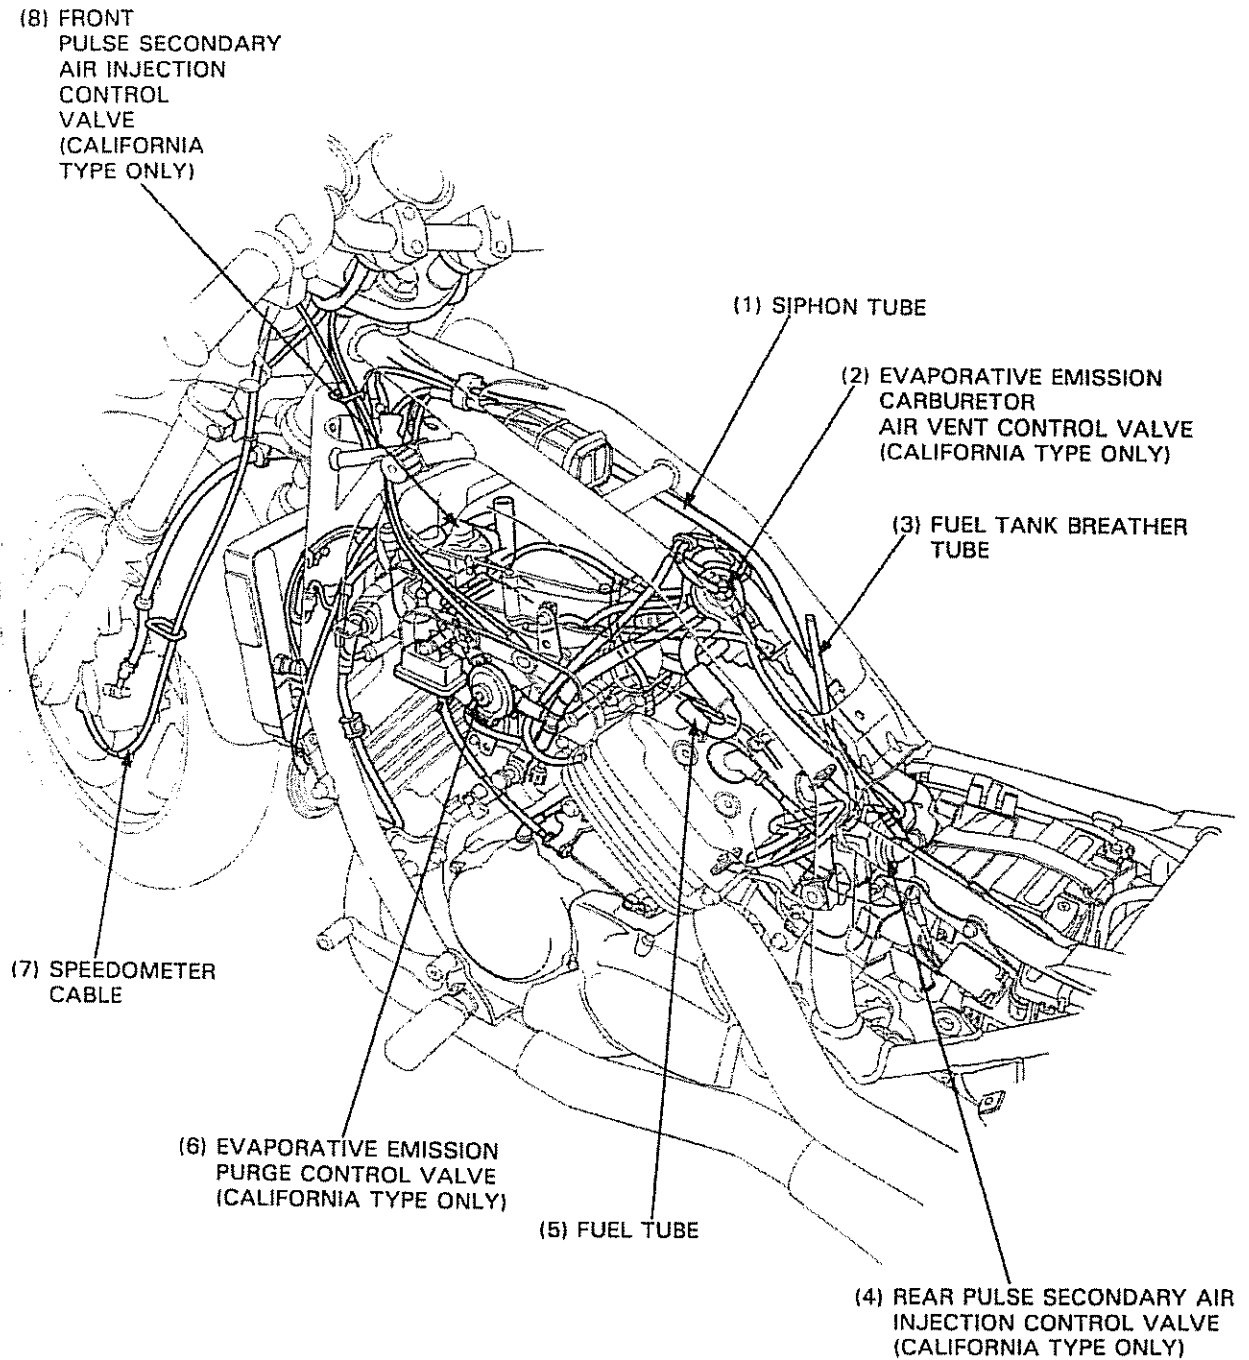 (8) FRONT
PULSE SECONDARY
AIR INJECTION
CONTROL
VALVE
(CALIFORNIA
TYPE ONLY)
(1) SIPHON TUBE
(2) EVAPORATIVE EMISSION
CARBURETOR
AIR VENT CONTROL VALVE
(CALIFORNIA TYPE ONLY)
(3) FUEL TANK BREATHER
TUBE
(7) SPEEDOMETER
CABLE
(6) EVAPORATIVE EMISSION
PURGE CONTROL VALVE
(CALIFORNIA TYPE ONLY)
(5) FUEL TUBE
(4) REAR PULSE SECONDARY AIR
INJECTION CONTROL VALVE
(CALIFORNIA TYPE ONLY)